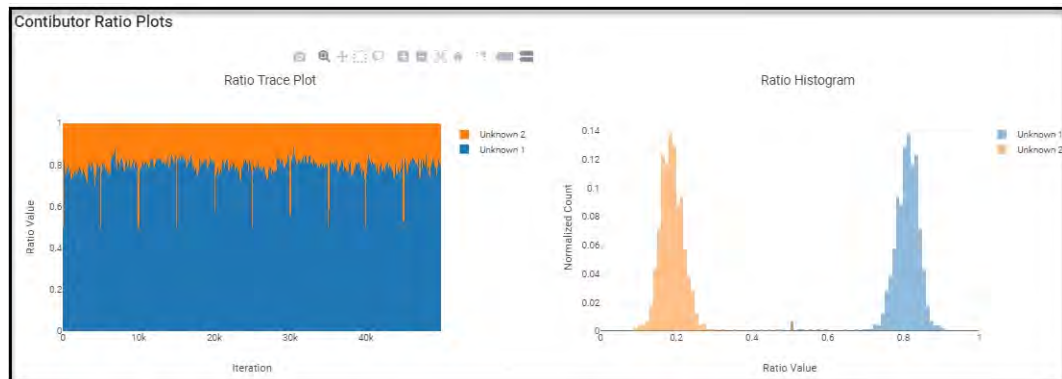 Contibutor Ratio Plots
Ratio Trace Plot
1
0.8
0.6
0.4
0.2
0
Ratio Value
0
10k
20k
30k
40k
Iteration
Unknown 2
Unknown 1
Ratio Histogram
0.14
0.12
0.1
0.08
0.06
0.04
0.02
0
Normalized Count
0
0.2
0.4
0.6
0.8
1
Ratio Value
Unknown 1
Unknown 2